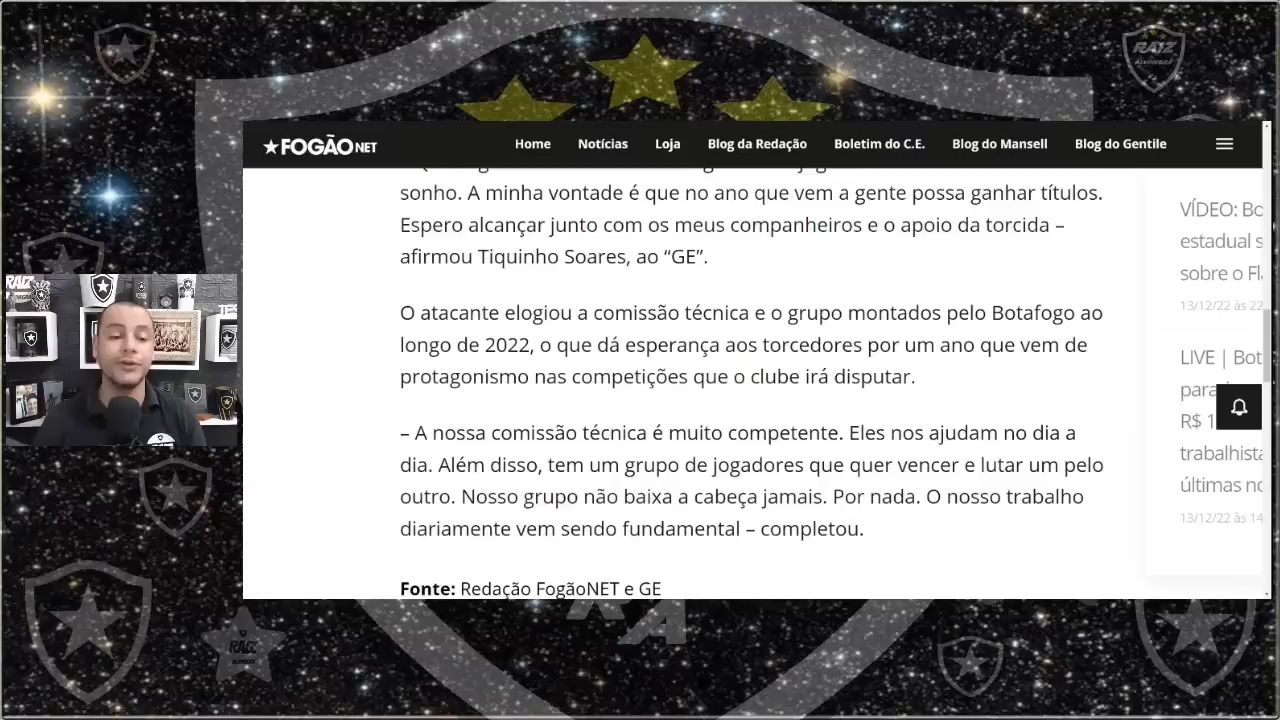 RAIZ
ALVINEGRA
FOGÃO NET
Home
Notícias
Loja
Blog da Redação
Boletim do C.E.
Blog do Mansell
Blog do Gentile
sonho. A minha vontade é que no ano que vem a gente possa ganhar títulos.
Espero alcançar junto com os meus companheiros e o apoio da torcida –
afirmou Tiquinho Soares, ao “GE”.
O atacante elogiou a comissão técnica e o grupo montados pelo Botafogo ao
longo de 2022, o que dá esperança aos torcedores por um ano que vem de
protagonismo nas competições que o clube irá disputar.
– A nossa comissão técnica é muito competente. Eles nos ajudam no dia a
dia. Além disso, tem um grupo de jogadores que quer vencer e lutar um pelo
outro. Nosso grupo não baixa a cabeça jamais. Por nada. O nosso trabalho
diariamente vem sendo fundamental – completou.
Fonte: Redação FogãoNET e GE
VÍDEO: Bo
estadual s
sobre o Fl
13/12/22 às 22
LIVE | Bot
para
R$ 1
trabalhista
últimas no
13/12/22 às 14
RAIZ
RAIZ
ALVINEGRA
RA